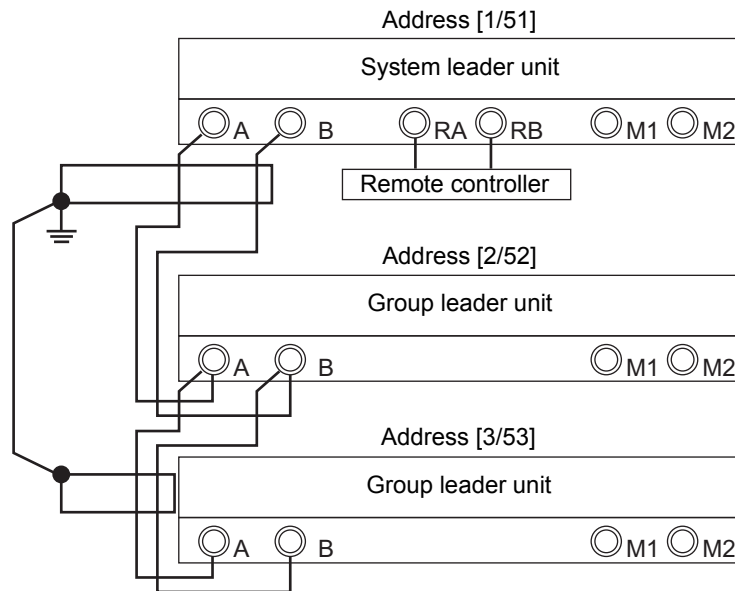 Address [1/51]
System leader unit
A B RA RB M1 M2
Remote controller
Address [2/52]
Group leader unit
A B M1 M2
Address [3/53]
Group leader unit
A B M1 M2